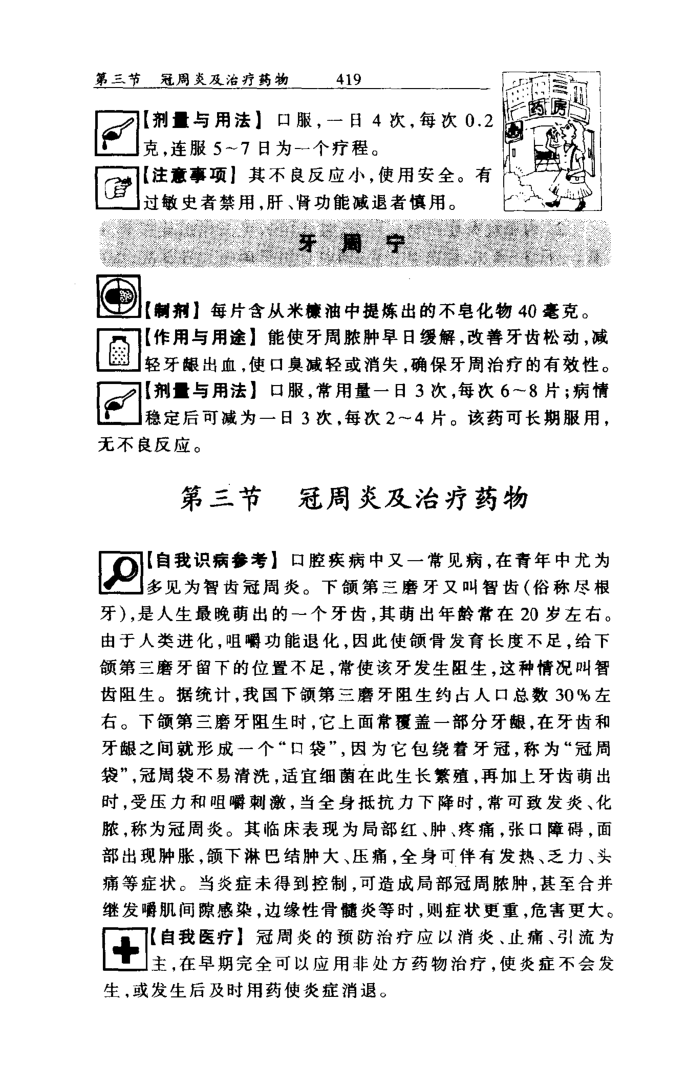 第三节 冠周炎及治疗药物 419
药房
【剂量与用法】 口服,一日 4 次,每次 0.2
克,连服 5~7 日为一个疗程。
【注意事项】 其不良反应小,使用安全。有
过敏史者禁用,肝、肾功能减退者慎用。
牙周宁
【制剂】 每片含从米糠油中提炼出的不皂化物 40 毫克。
【作用与用途】 能使牙周脓肿早日缓解,改善牙齿松动,减
轻牙龈出血,使口臭减轻或消失,确保牙周治疗的有效性。
【剂量与用法】 口服,常用量一日 3 次,每次 6~8 片;病情
稳定后可减为一日 3 次,每次 2~4 片。该药可长期服用,
无不良反应。
第三节 冠周炎及治疗药物
【自我识病参考】 口腔疾病中又一常见病,在青年中尤为
多见为智齿冠周炎。下颌第三磨牙又叫智齿(俗称尽根
牙),是人生最晚萌出的一个牙齿,其萌出年龄常在 20 岁左右。
由于人类进化,咀嚼功能退化,因此使颌骨发育长度不足,给下
颌第三磨牙留下的位置不足,常使该牙发生阻生,这种情况叫智
齿阻生。据统计,我国下颌第三磨牙阻生约占人口总数 30%左
右。下颌第三磨牙阻生时,它上面常覆盖一部分牙龈,在牙齿和
牙龈之间就形成一个“口袋”,因为它包绕着牙冠,称为“冠周
袋”,冠周袋不易清洗,适宜细菌在此生长繁殖,再加上牙齿萌出
时,受压力和咀嚼刺激,当全身抵抗力下降时,常可致发炎、化
脓,称为冠周炎。其临床表现为局部红、肿、疼痛,张口障碍,面
部出现肿胀,颌下淋巴结肿大、压痛,全身可伴有发热、乏力、头
痛等症状。当炎症未得到控制,可造成局部冠周脓肿,甚至合并
继发嚼肌间隙感染,边缘性骨髓炎等时,则症状更重,危害更大。
【自我医疗】 冠周炎的预防治疗应以消炎、止痛、引流为
主,在早期完全可以应用非处方药物治疗,使炎症不会发
生,或发生后及时用药使炎症消退。